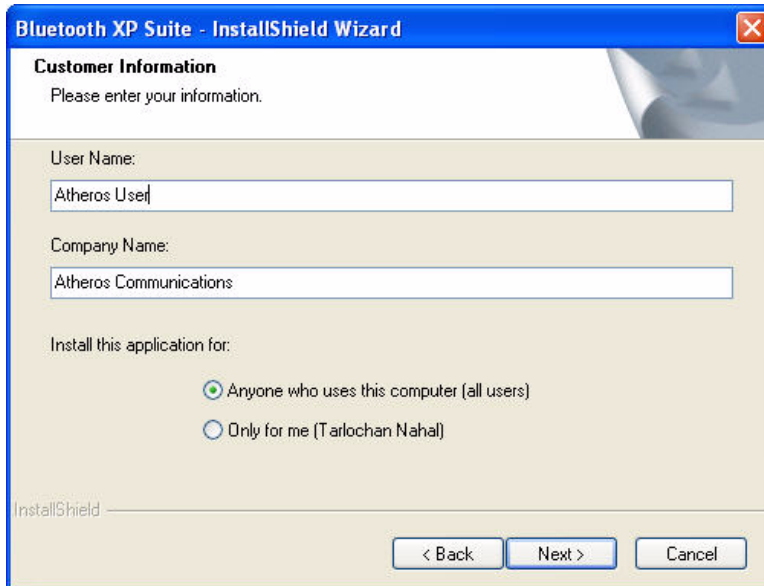 Bluetooth XP Suite - InstallShield Wizard
Customer Information
Please enter your information.
User Name:
Atheros User
Company Name:
Atheros Communications
Install this application for:
Anyone who uses this computer (all users)
Only for me (Tarlochan Nahal)
InstallShield
< Back Next > Cancel